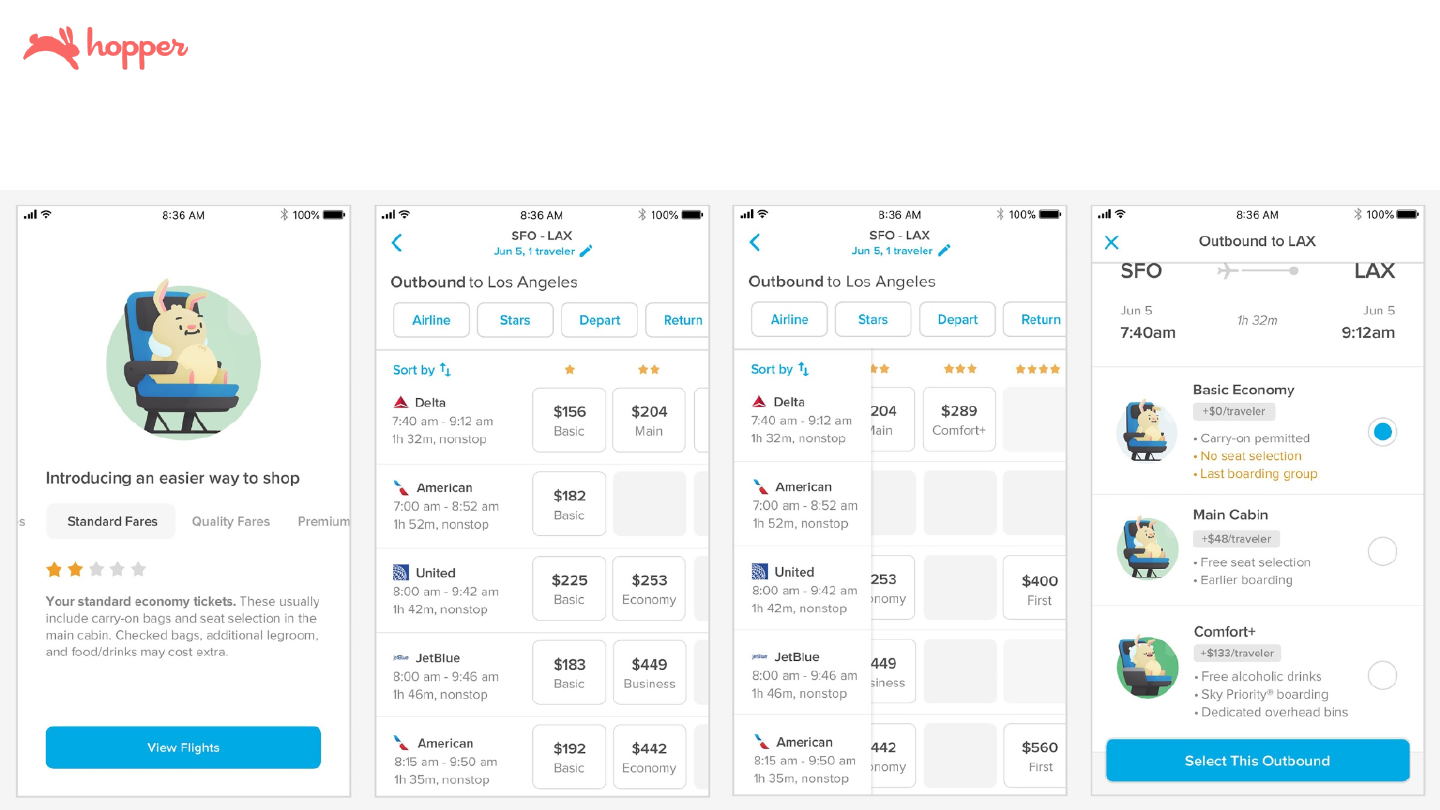 hopper
8:36 AM
100%
Introducing an easier way to shop
s
Standard Fares
Quality Fares
Premium
Your standard economy tickets. These usually
include carry-on bags and seat selection in the
main cabin. Checked bags, additional legroom,
and food/drinks may cost extra.
View Flights
8:36 AM
100%
SFO - LAX
Jun 5, 1 traveler
Outbound to Los Angeles
Airline
Stars
Depart
Return
Sort by
Delta
7:40 am - 9:12 am
1h 32m, nonstop
$156
Basic
$204
Main
American
7:00 am - 8:52 am
1h 52m, nonstop
$182
Basic
United
8:00 am - 9:42 am
1h 42m, nonstop
$225
Basic
$253
Economy
jetBlue
JetBlue
8:00 am - 9:46 am
1h 46m, nonstop
$183
Basic
$449
Business
American
8:15 am - 9:50 am
1h 35m, nonstop
$192
Basic
$442
Economy
8:36 AM
100%
SFO - LAX
Jun 5, 1 traveler
Outbound to Los Angeles
Airline
Stars
Depart
Return
Sort by
Delta
7:40 am - 9:12 am
1h 32m, nonstop
204
Main
$289
Comfort+
American
7:00 am - 8:52 am
1h 52m, nonstop
United
8:00 am - 9:42 am
1h 42m, nonstop
253
nomy
$400
First
jetBlue
JetBlue
8:00 am - 9:46 am
1h 46m, nonstop
449
siness
American
8:15 am - 9:50 am
1h 35m, nonstop
442
nomy
$560
First
8:36 AM
100%
Outbound to LAX
SFO
LAX
Jun 5
7:40am
1h 32m
Jun 5
9:12am
Basic Economy
+$0/traveler
• Carry-on permitted
• No seat selection
• Last boarding group
Main Cabin
+$48/traveler
• Free seat selection
• Earlier boarding
Comfort+
+$133/traveler
• Free alcoholic drinks
• Sky Priority® boarding
• Dedicated overhead bins
Select This Outbound